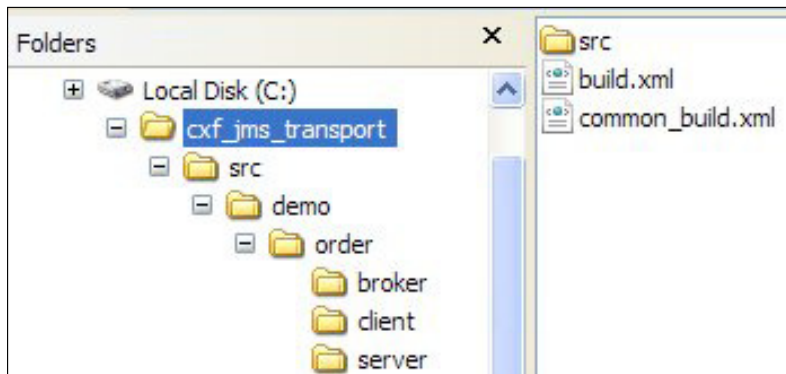 Folders
Local Disk (C:)
cxf_jms_transport
src
demo
order
broker
client
server
src
build.xml
common_build.xml